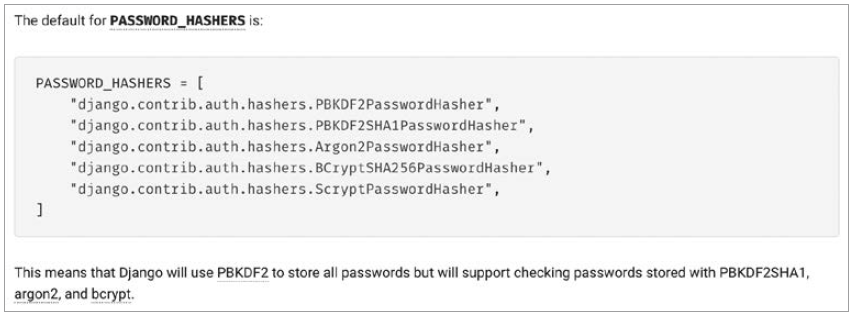 The default for PASSWORD_HASHERS is:
PASSWORD_HASHERS = [
    "django.contrib.auth.hashers.PBKDF2PasswordHasher",
    "django.contrib.auth.hashers.PBKDF2SHA1PasswordHasher",
    "django.contrib.auth.hashers.Argon2PasswordHasher",
    "django.contrib.auth.hashers.BCryptSHA256PasswordHasher",
    "django.contrib.auth.hashers.ScryptPasswordHasher",
]
This means that Django will use PBKDF2 to store all passwords but will support checking passwords stored with PBKDF2SHA1,
argon2, and bcrypt.